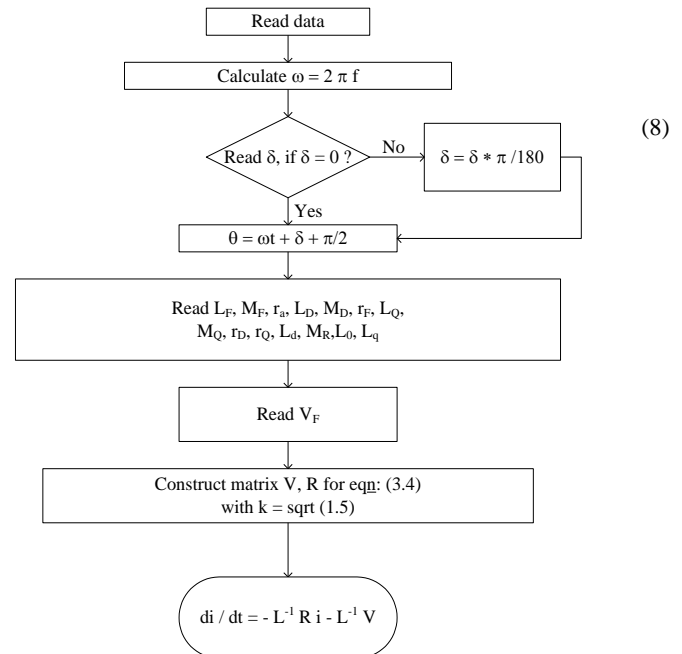 Read data
Calculate ω = 2 π f
(8)
Read δ, if δ = 0 ?
No
δ = δ * π /180
Yes
θ = ωt + δ + π/2
Read L_F, M_F, r_a, L_D, M_D, r_F, L_Q,
M_Q, r_D, r_Q, L_d, M_R,L_0, L_q
Read V_F
Construct matrix V, R for eqn: (3.4)
with k = sqrt (1.5)
di / dt = - L^-1 R i - L^-1 V